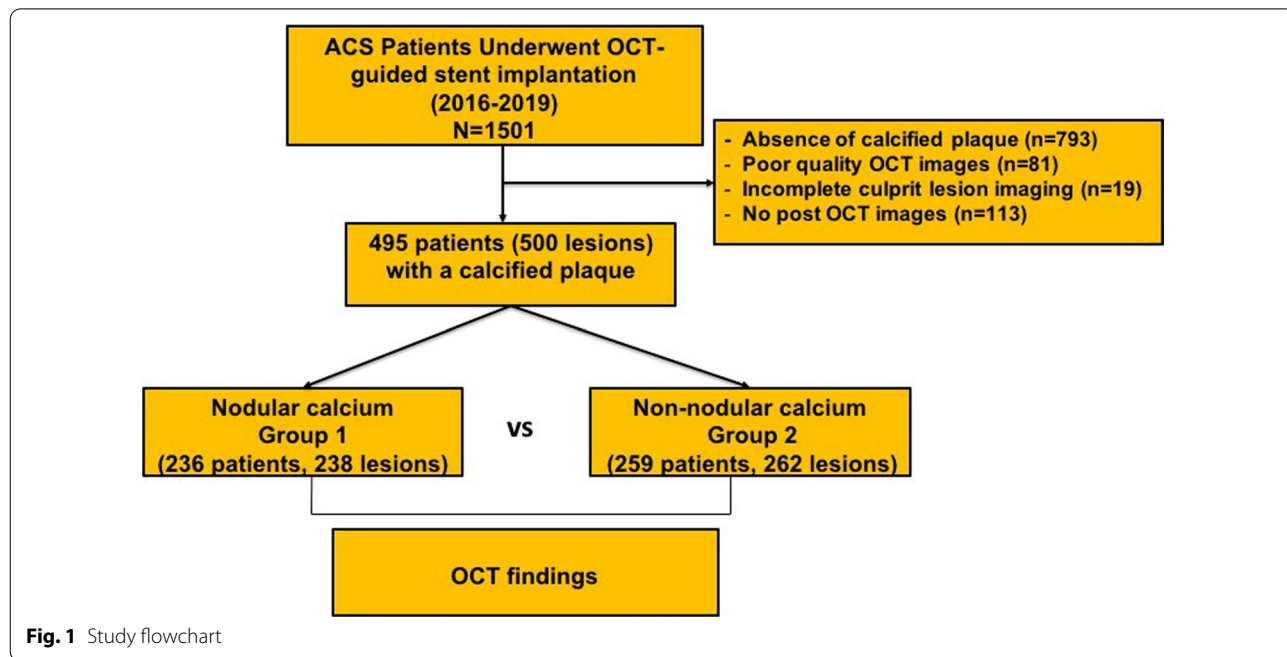 ACS Patients Underwent OCT-
guided stent implantation
(2016-2019)
N=1501
- Absence of calcified plaque (n=793)
- Poor quality OCT images (n=81)
- Incomplete culprit lesion imaging (n=19)
- No post OCT images (n=113)
495 patients (500 lesions)
with a calcified plaque
Nodular calcium
Group 1
(236 patients, 238 lesions)
vs
Non-nodular calcium
Group 2
(259 patients, 262 lesions)
OCT findings
Fig. 1 Study flowchart